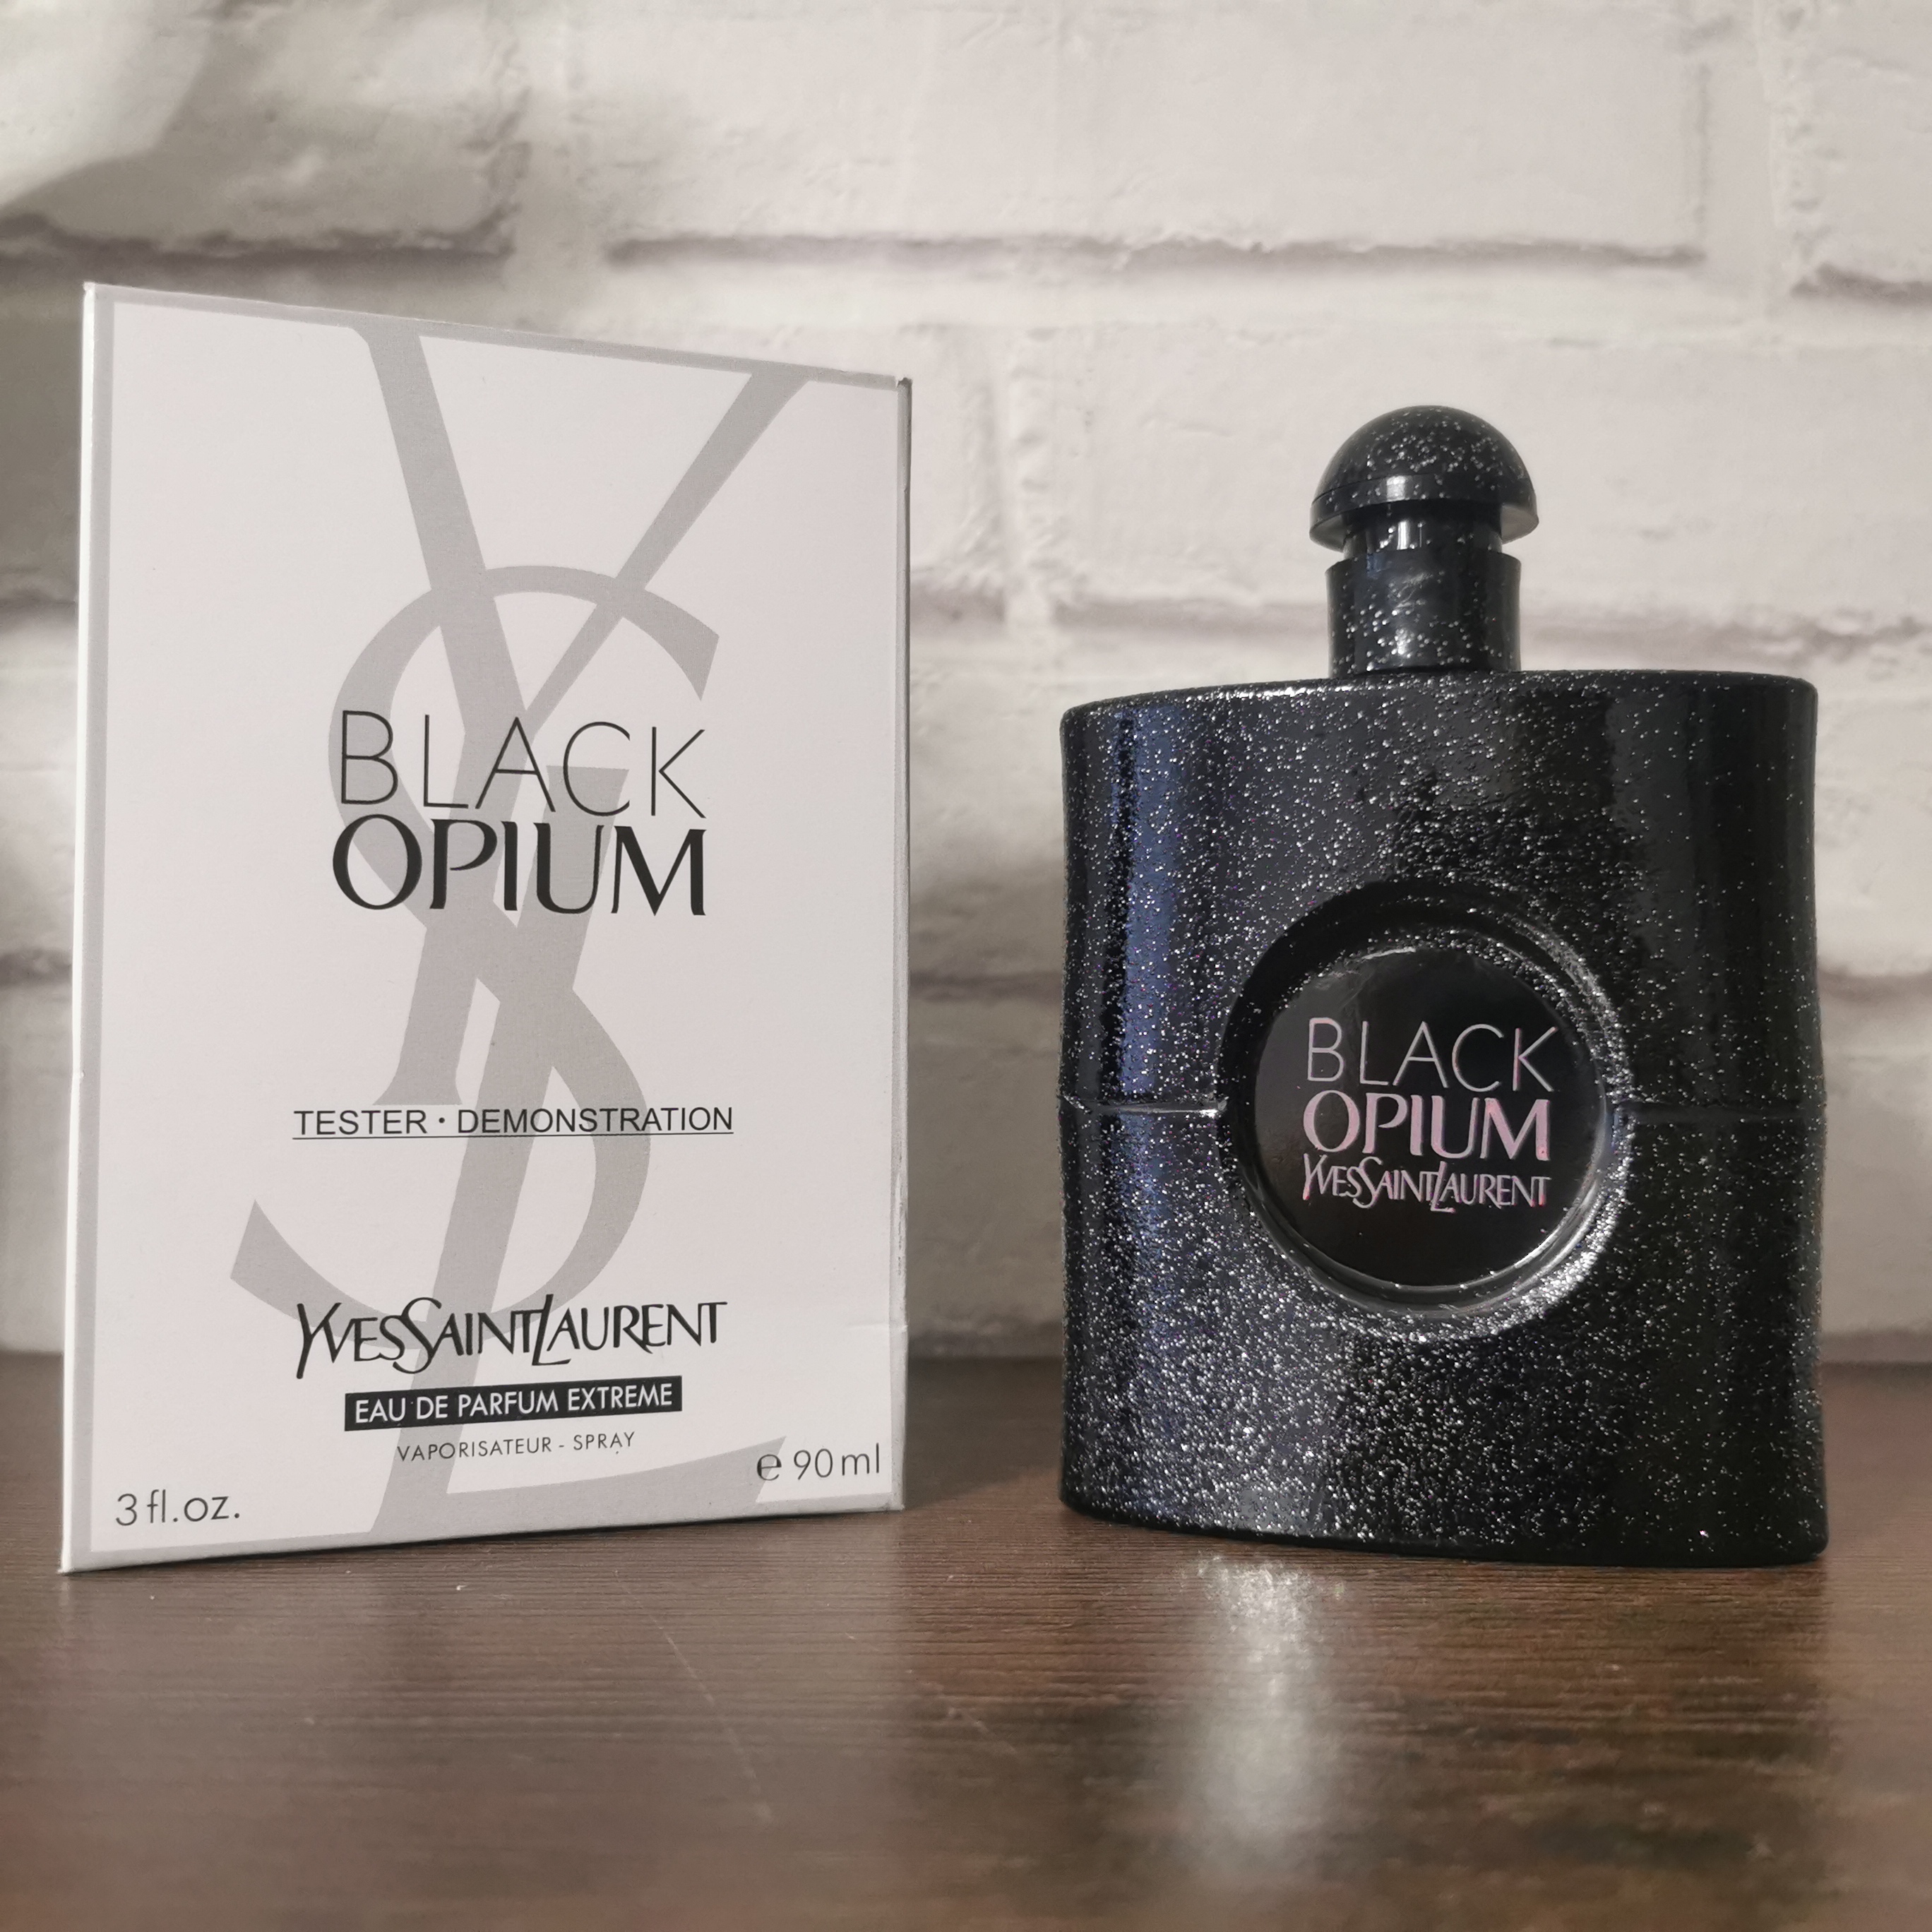 YSL
BLACK
OPIUM
TESTER • DEMONSTRATION
YVESSAINTLAURENT
EAU DE PARFUM EXTREME
VAPORISATEUR - SPRAY
3 fl.oz.
e 90 ml
BLACK
OPIUM
YVESSAINTLAURENT